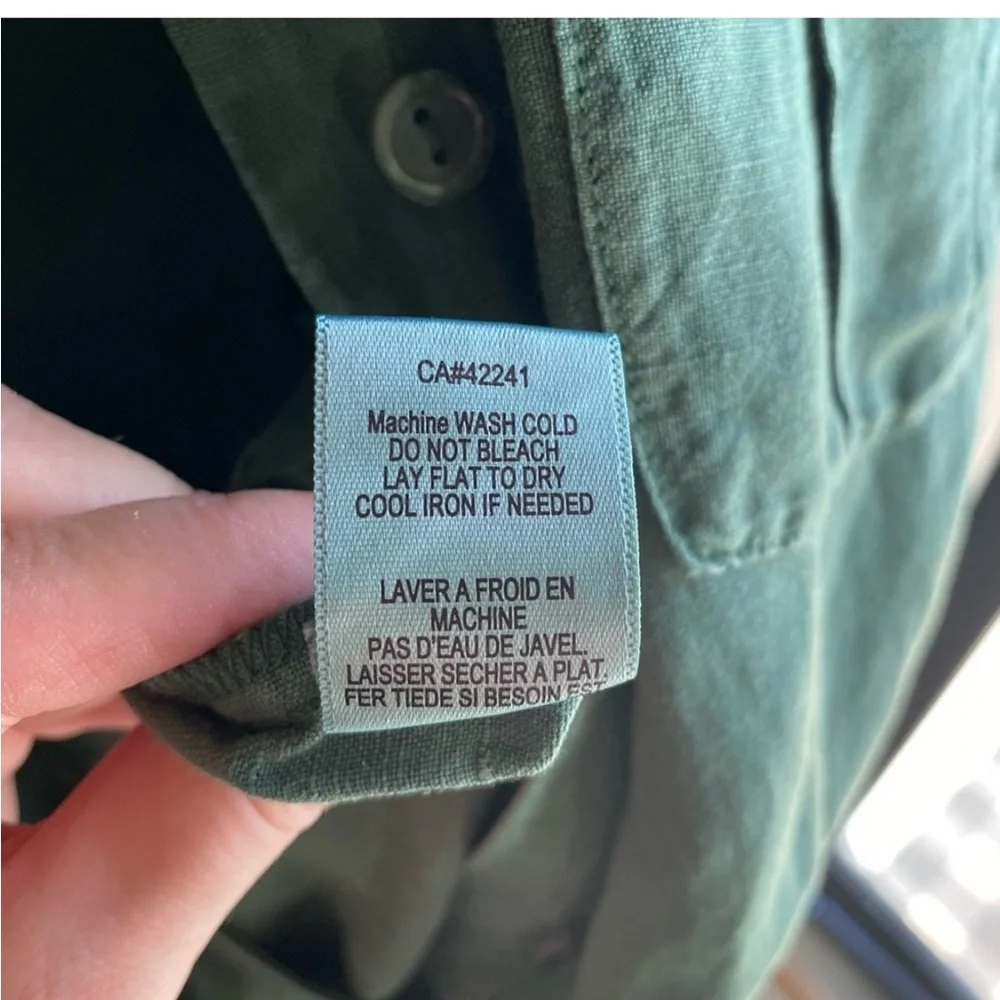 CA#42241
Machine WASH COLD
DO NOT BLEACH
LAY FLAT TO DRY
COOL IRON IF NEEDED
LAVER A FROID EN
MACHINE
PAS D'EAU DE JAVEL.
LAISSER SECHER A PLAT.
FER TIEDE SI BESOIN EST.